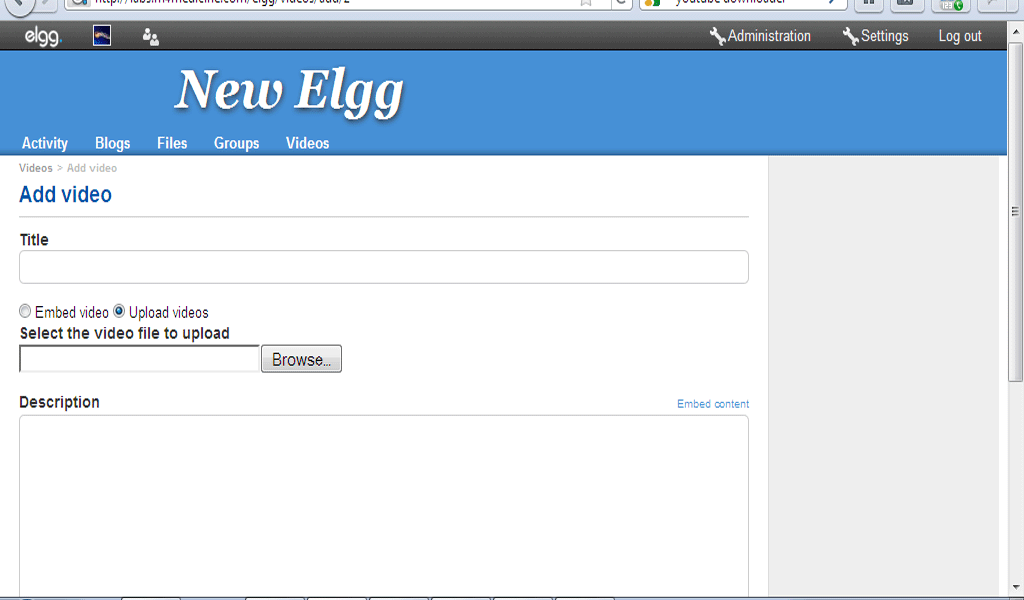 elgg.
Administration Settings Log out
New Elgg
Activity Blogs Files Groups Videos
Videos > Add video
Add video
Title
Embed video Upload videos
Select the video file to upload
Browse...
Description Embed content